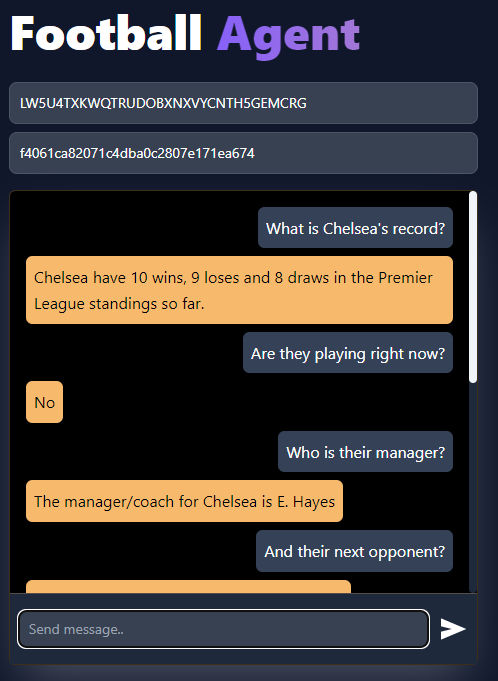 Football Agent
LW5U4TXKWQTRUDOBXNXVYCNTH5GEMCRG
f4061ca82071c4dba0c2807e171ea674
What is Chelsea's record?
Chelsea have 10 wins, 9 loses and 8 draws in the Premier
League standings so far.
Are they playing right now?
No
Who is their manager?
The manager/coach for Chelsea is E. Hayes
And their next opponent?
Send message..